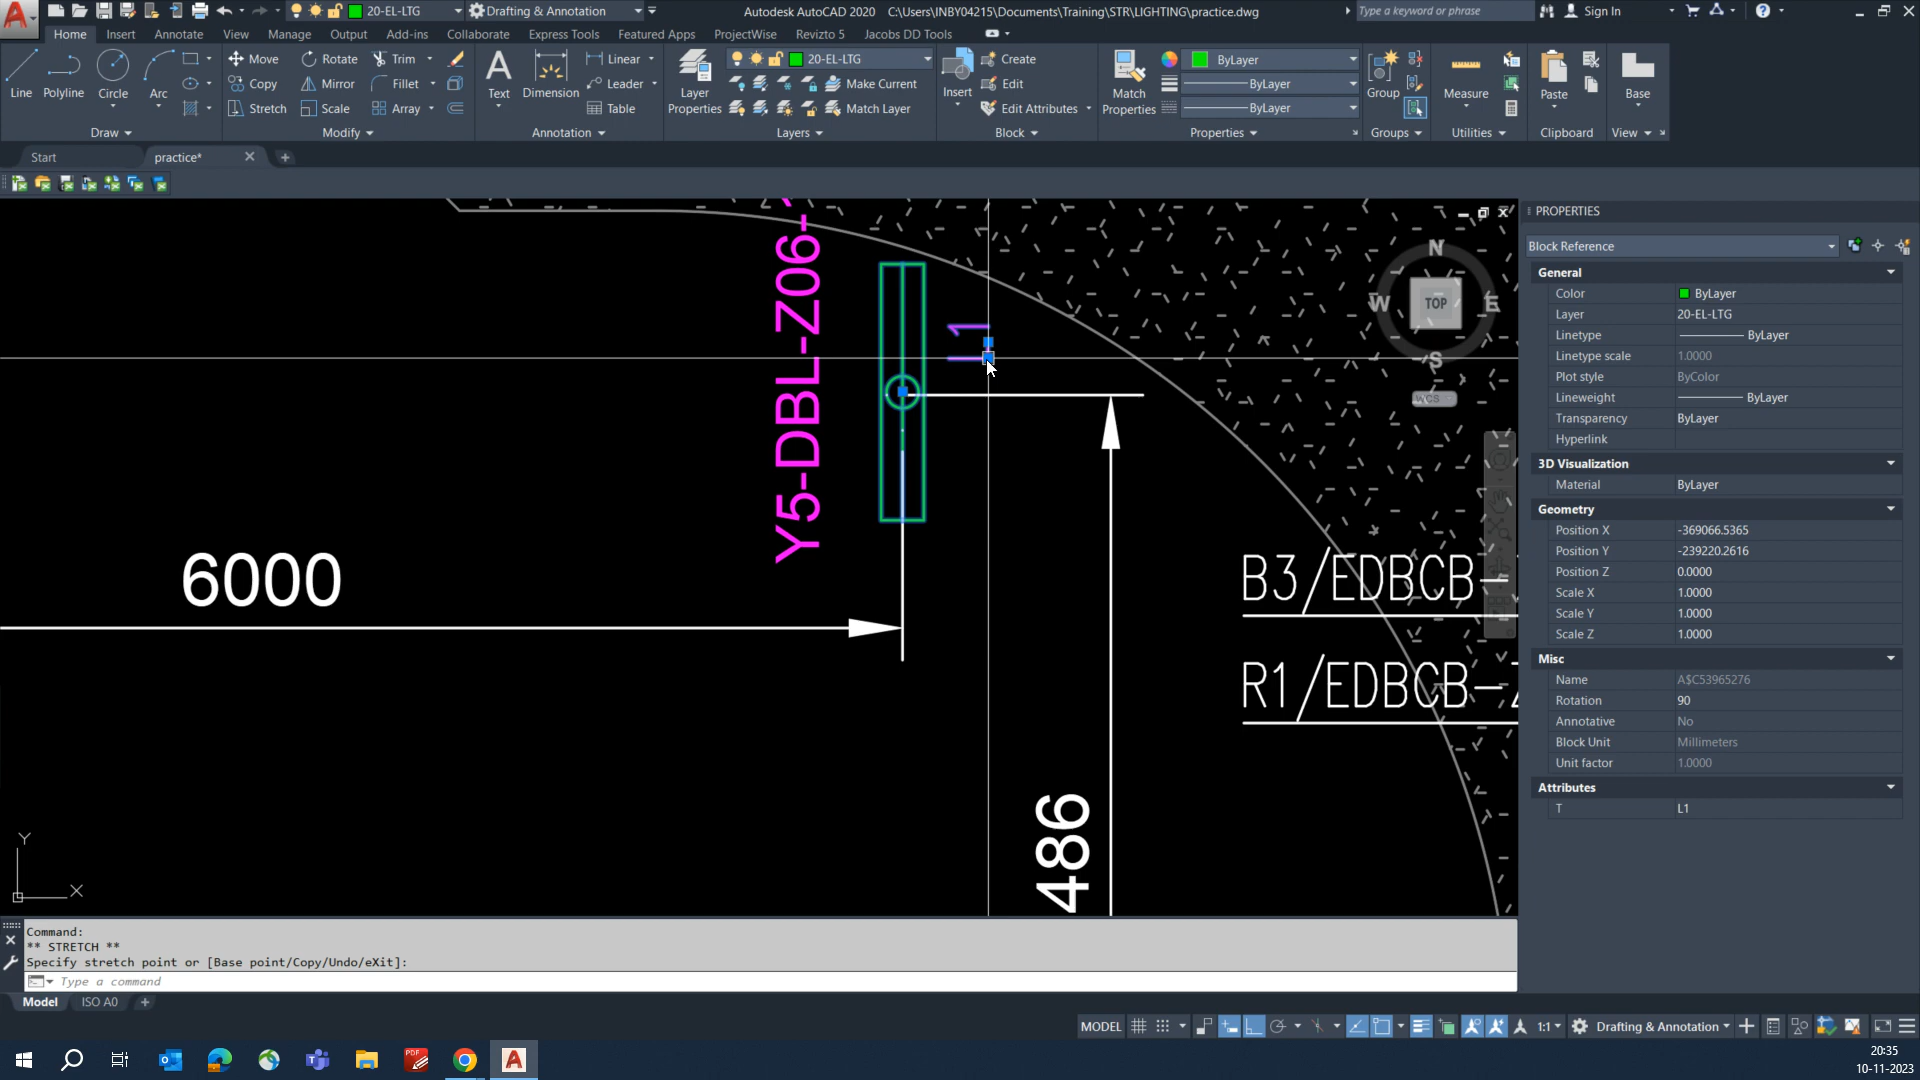 20-EL-LTG Drafting & Annotation Autodesk AutoCAD 2020 C:\Users\INBY04215\Documents\Training\STR\LIGHTING\practice.dwg Type a keyword or phrase Sign In
Home Insert Annotate View Manage Output Add-ins Collaborate Express Tools Featured Apps ProjectWise Revizto 5 Jacobs DD Tools
Line Polyline Circle Arc
Move Rotate Trim
Copy Mirror Fillet
Stretch Scale Array
Text Dimension
Linear
Leader
Table
Layer Properties
20-EL-LTG
Make Current
Match Layer
Insert
Create
Edit
Edit Attributes
Match Properties
ByLayer
ByLayer
ByLayer
Group
Measure
Paste
Base
Draw Modify Annotation Layers Block Properties Groups Utilities Clipboard View
Start practice*
Y5-DBL-Z06-
L1
6000
486
B3/EDBCB-
R1/EDBCB-
N
W TOP E
S
WCS
Y
X
PROPERTIES
Block Reference
General
Color ByLayer
Layer 20-EL-LTG
Linetype ByLayer
Linetype scale 1.0000
Plot style ByColor
Lineweight ByLayer
Transparency ByLayer
Hyperlink
3D Visualization
Material ByLayer
Geometry
Position X -369066.5365
Position Y -239220.2616
Position Z 0.0000
Scale X 1.0000
Scale Y 1.0000
Scale Z 1.0000
Misc
Name A$C53965276
Rotation 90
Annotative No
Block Unit Millimeters
Unit factor 1.0000
Attributes
T L1
Command:
** STRETCH **
Specify stretch point or [Base point/Copy/Undo/eXit]:
Type a command
Model ISO A0
MODEL 1:1 Drafting & Annotation
20:35
10-11-2023